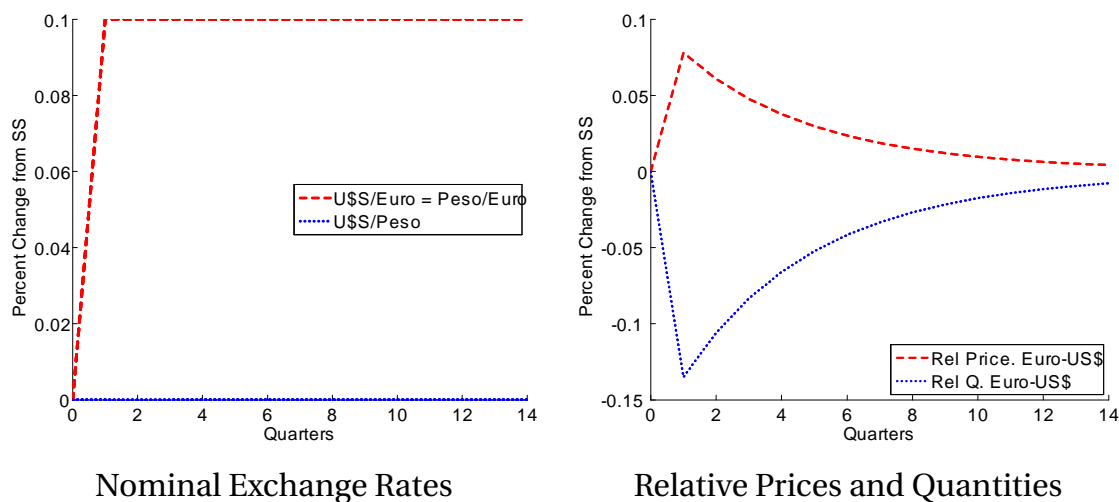 0.1
0.08
0.06
0.04
0.02
0
Percent Change from SS
U$S/Euro = Peso/Euro
U$S/Peso
0 2 4 6 8 10 12 14
Quarters
Nominal Exchange Rates
0.1
0.05
0
-0.05
-0.1
-0.15
Percent Change from SS
Rel Price. Euro-US$
Rel Q. Euro-US$
0 2 4 6 8 10 12 14
Quarters
Relative Prices and Quantities